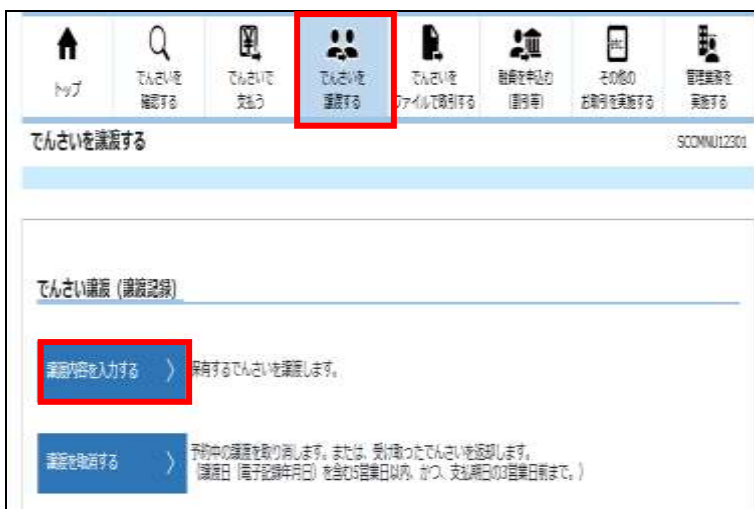 トップ
でんさいを
確認する
でんさいで
支払う
でんさいを
譲渡する
でんさいを
ファイルで取引する
融資を申込む
(割引等)
その他の
お取引を実施する
管理業務を
実施する
でんさいを譲渡する
SCCMNU12301
でんさい譲渡（譲渡記録）
譲渡内容を入力する
保有するでんさいを譲渡します。
譲渡を取消する
予約中の譲渡を取り消します。または、受け取ったでんさいを返却します。
（譲渡日（電子記録年月日）を含む5営業日以内、かつ、支払期日の3営業日前まで。）